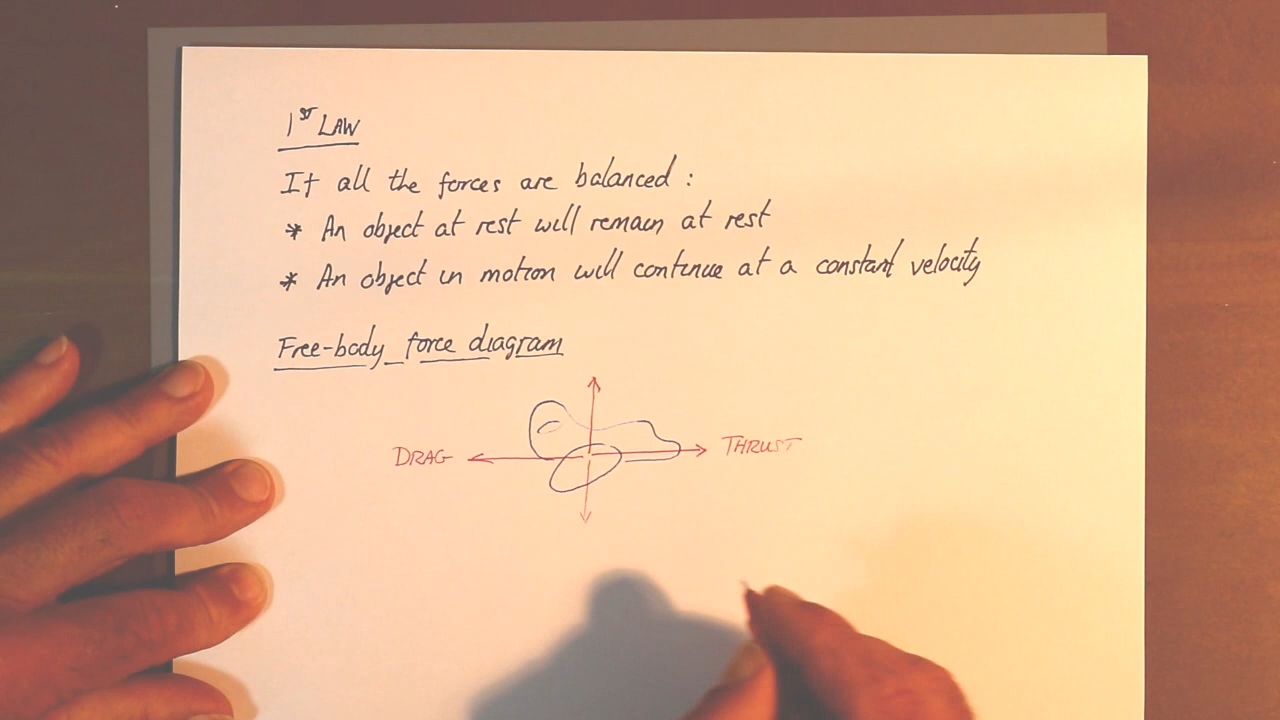 1ST LAW
If all the forces are balanced:
* An object at rest will remain at rest
* An object in motion will continue at a constant velocity
Free-body force diagram
DRAG THRUST